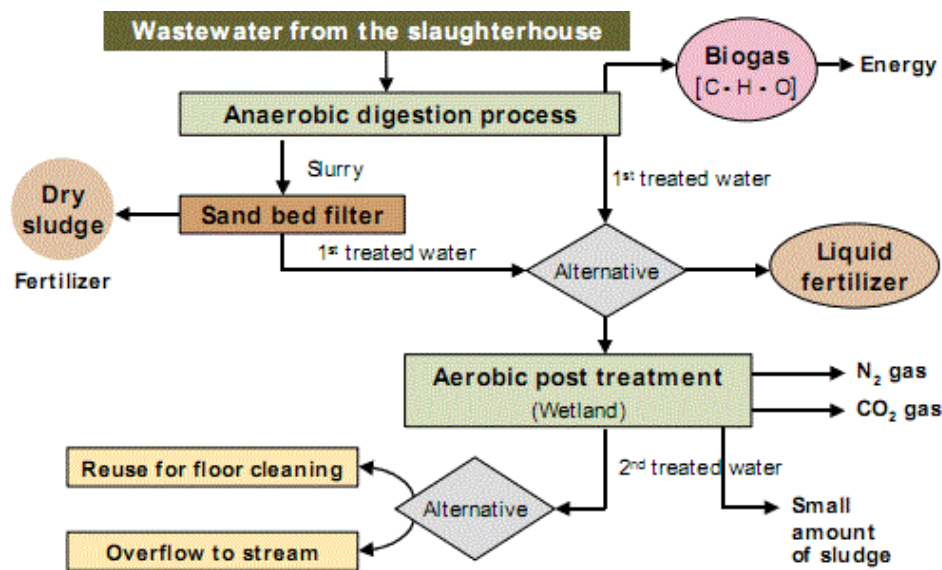 Wastewater from the slaughterhouse
Biogas
[C - H - O]
Energy
Anaerobic digestion process
Slurry
1st treated water
Dry
sludge
Fertilizer
Sand bed filter
1st treated water
Alternative
Liquid
fertilizer
Aerobic post treatment
(Wetland)
N2 gas
CO2 gas
2nd treated water
Reuse for floor cleaning
Alternative
Overflow to stream
Small
amount
of sludge